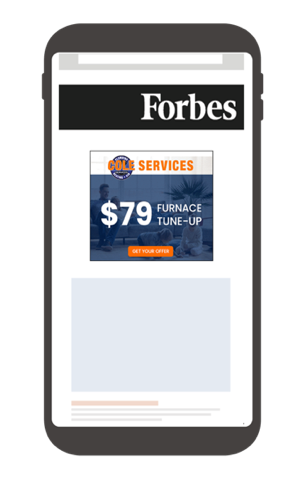 Forbes
COLE SERVICES
$79 FURNACE
TUNE-UP
GET YOUR OFFER